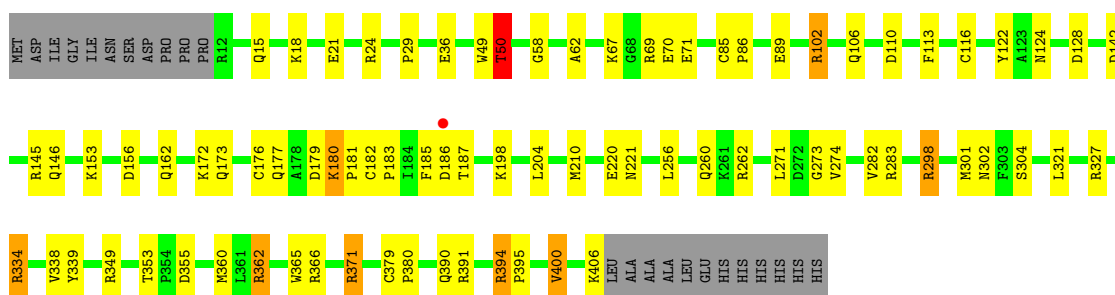 MET ASP ILE GLY ILE ASN SER ASP PRO PRO PRO R12 Q15 K18 E21 R24 P29 E36 W49 T50 G58 A62 K67 G68 R69 E70 E71 C85 P86 E89 R102 Q106 D110 F113 C116 Y122 A123 N124 D128
R145 Q146 K153 D156 Q162 K172 Q173 C176 Q177 A178 D179 K180 P181 C182 P183 I184 F185 D186 T187 K198 L204 M210 E220 N221 L256 Q260 K261 R262 L271 D272 G273 V274 V282 R283 R298 M301 N302 F303 S304 L321 R327
R334 V338 Y339 R349 T353 P354 D355 M360 L361 R362 W365 R366 R371 C379 P380 Q390 R391 R394 P395 V400 K406 LEU ALA ALA ALA LEU GLU HIS HIS HIS HIS HIS HIS